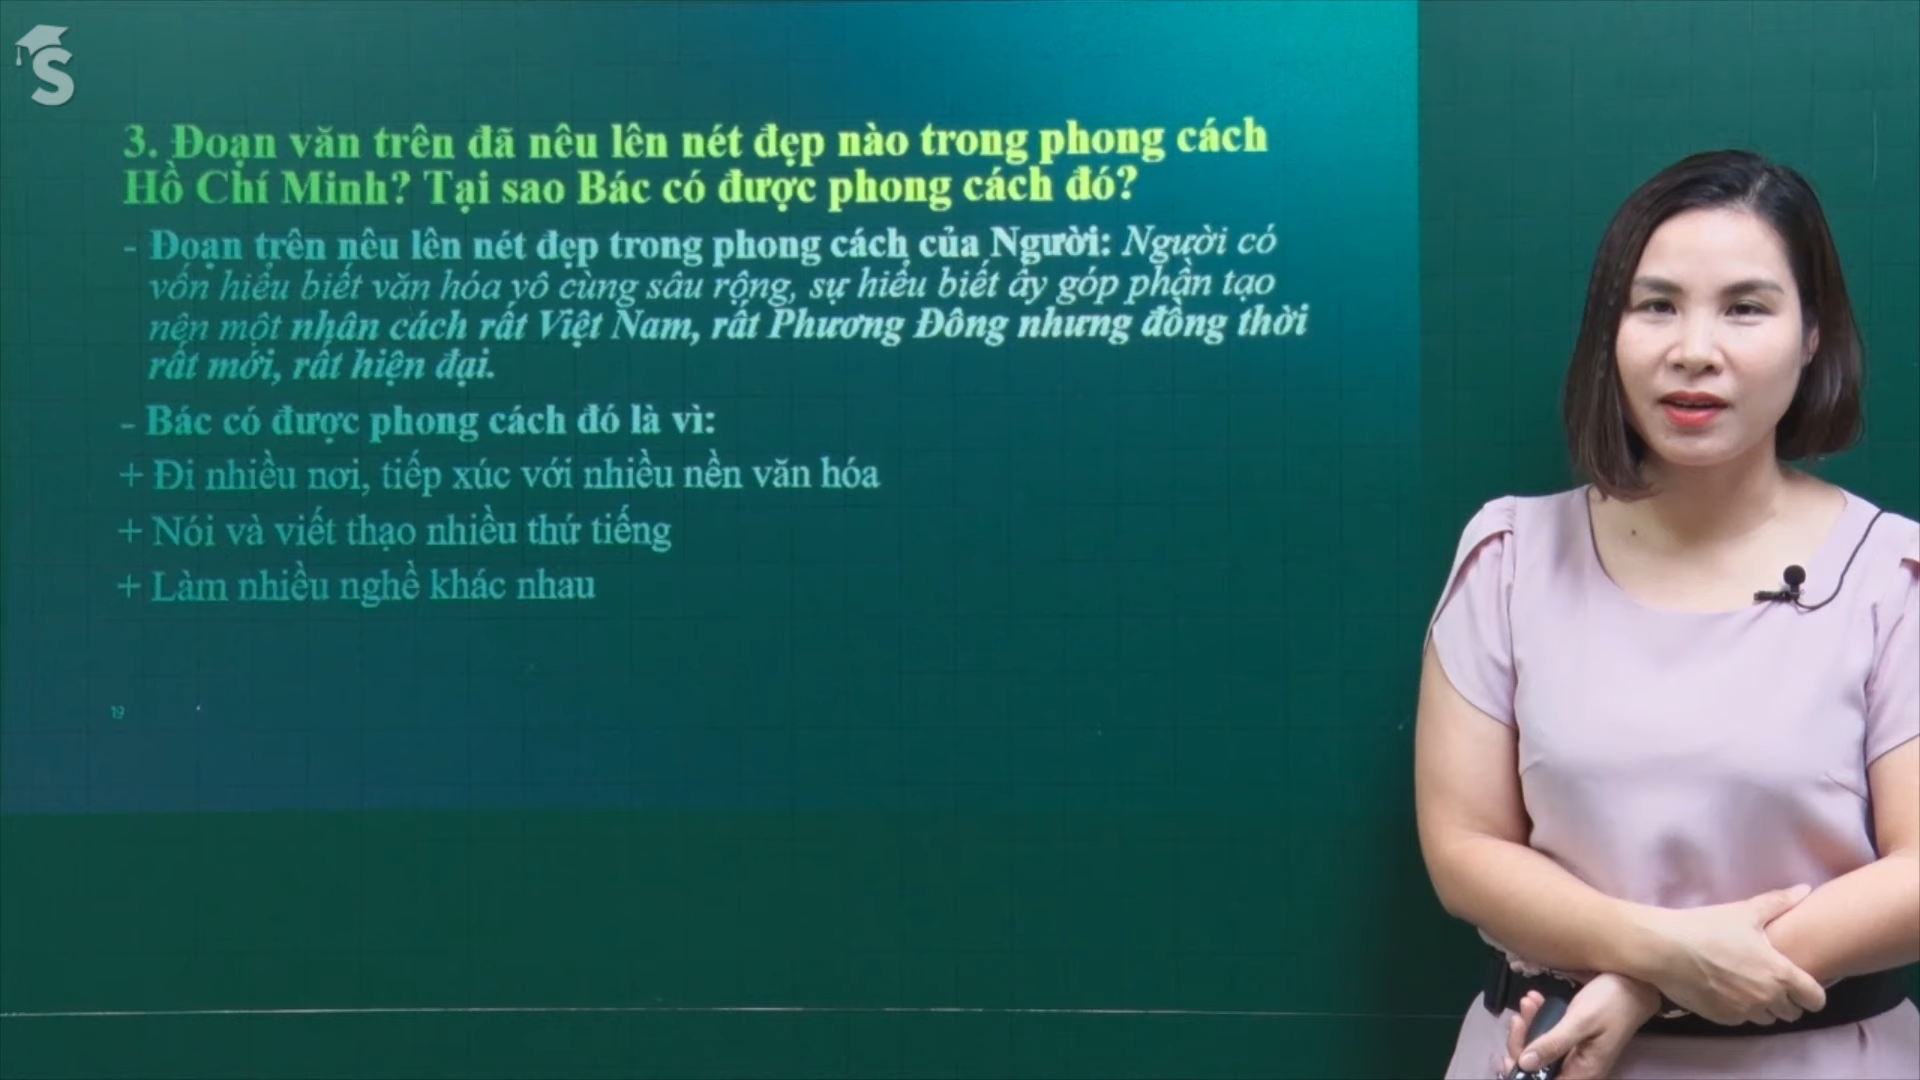 S
3. Đoạn văn trên đã nêu lên nét đẹp nào trong phong cách
Hồ Chí Minh? Tại sao Bác có được phong cách đó?
- Đoạn trên nêu lên nét đẹp trong phong cách của Người: Người có
vốn hiểu biết văn hóa vô cùng sâu rộng, sự hiểu biết ấy góp phần tạo
nên một nhân cách rất Việt Nam, rất Phương Đông nhưng đồng thời
rất mới, rất hiện đại.
- Bác có được phong cách đó là vì:
+ Đi nhiều nơi, tiếp xúc với nhiều nền văn hóa
+ Nói và viết thạo nhiều thứ tiếng
+ Làm nhiều nghề khác nhau
19